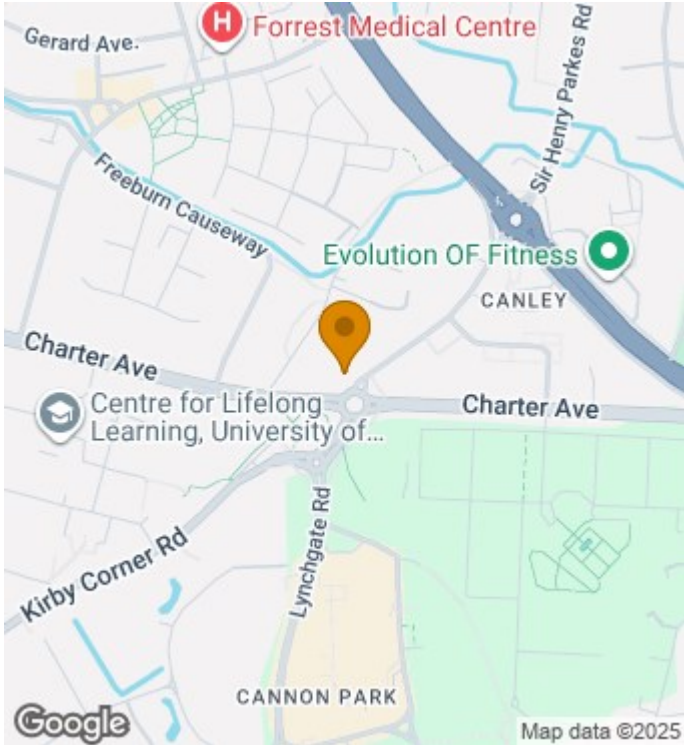 Gerard Ave.
H
Forrest Medical Centre
Sir Henry Parkes Rd
Freeburn Causeway
Evolution OF Fitness
CANLEY
Charter Ave
Centre for Lifelong
Learning, University of...
Charter Ave
Lynchgate Rd
Kirby Corner Rd
CANNON PARK
Google
Map data ©2025